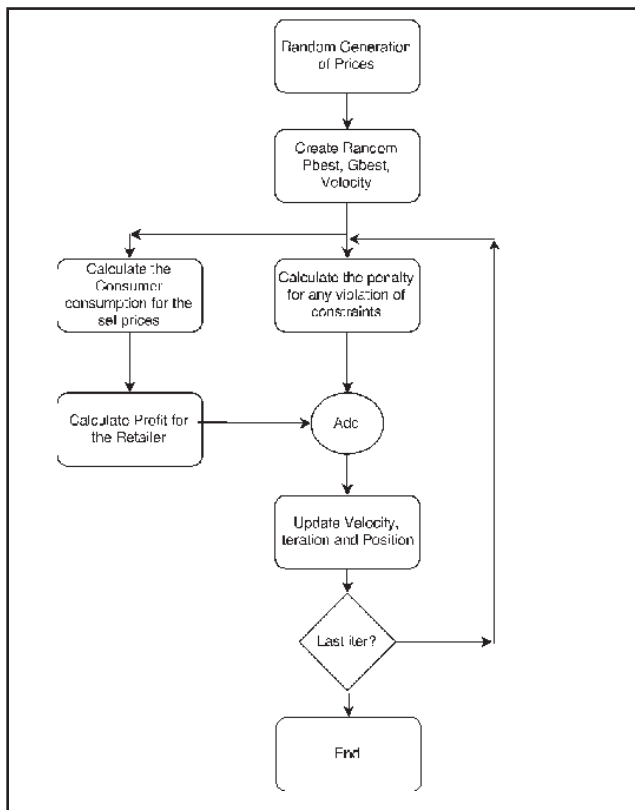 Random Generation
of Prices
Create Random
Pbest, Gbest,
Velocity
Calculate the
Consumer
consumption for the
set prices
Calculate the penalty
for any violation of
constraints
Calculate Profit for
the Retailer
Add
Update Velocity,
Iteration and Position
Last iter?
End